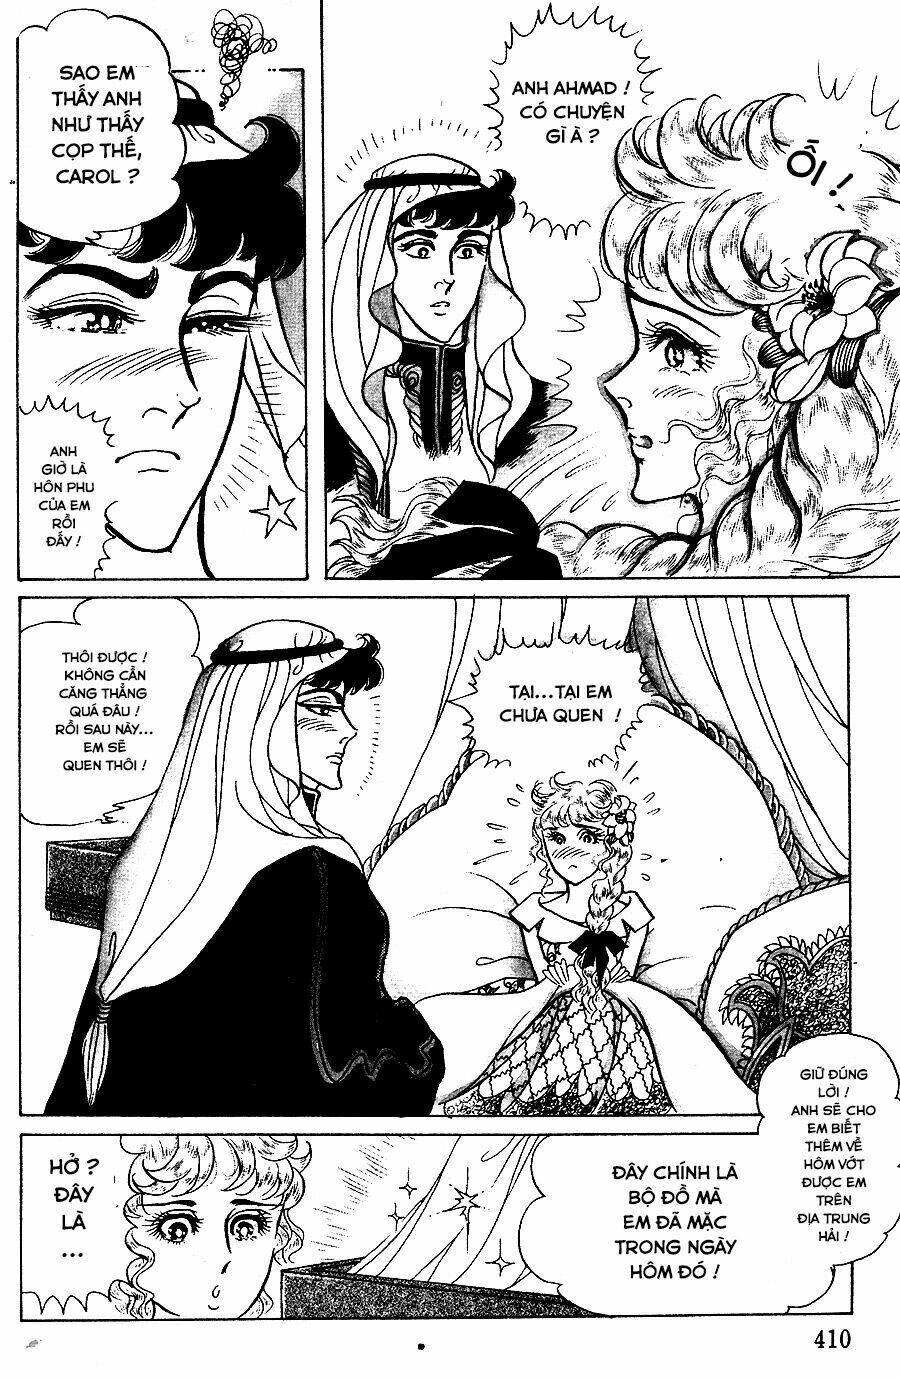 ANH AHMAD !
CÓ CHUYỆN
GÌ À ?
ỐI !
SAO EM
THẤY ANH
NHƯ THẤY
CỌP THẾ,
CAROL ?
ANH
GIỜ LÀ
HÔN PHU
CỦA EM
RỒI
ĐẤY !
THÔI ĐƯỢC !
KHÔNG CẦN
CĂNG THẲNG
QUÁ ĐÂU !
RỒI SAU NÀY...
EM SẼ
QUEN THÔI !
TẠI...TẠI EM
CHƯA QUEN !
GIỮ ĐÚNG
LỜI !
ANH SẼ CHO
EM BIẾT
THÊM VỀ
HÔM VỚT
ĐƯỢC EM
TRÊN
ĐỊA TRUNG
HẢI !
ĐÂY CHÍNH LÀ
BỘ ĐỒ MÀ
EM ĐÃ MẶC
TRONG NGÀY
HÔM ĐÓ !
HỞ ?
ĐÂY
LÀ
...
410